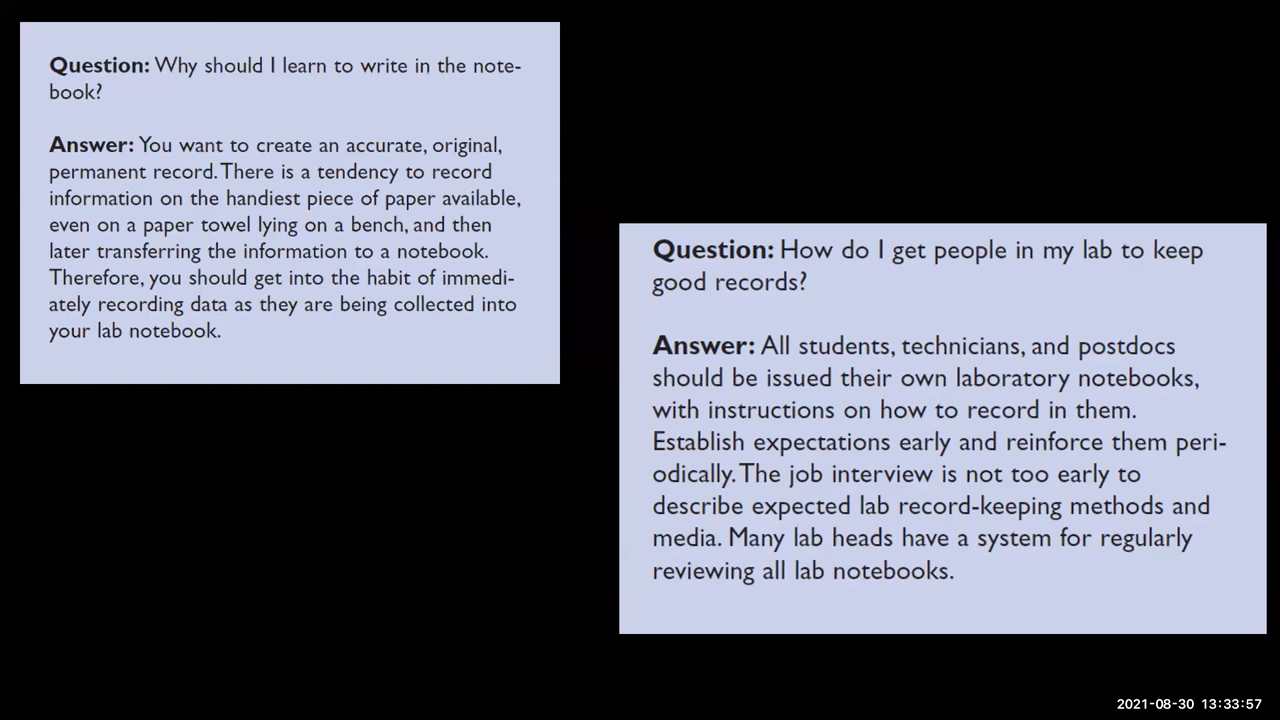 Question: Why should I learn to write in the note-
book?
Answer: You want to create an accurate, original,
permanent record. There is a tendency to record
information on the handiest piece of paper available,
even on a paper towel lying on a bench, and then
later transferring the information to a notebook.
Therefore, you should get into the habit of immedi-
ately recording data as they are being collected into
your lab notebook.
Question: How do I get people in my lab to keep
good records?
Answer: All students, technicians, and postdocs
should be issued their own laboratory notebooks,
with instructions on how to record in them.
Establish expectations early and reinforce them peri-
odically. The job interview is not too early to
describe expected lab record-keeping methods and
media. Many lab heads have a system for regularly
reviewing all lab notebooks.
2021-08-30 13:33:57